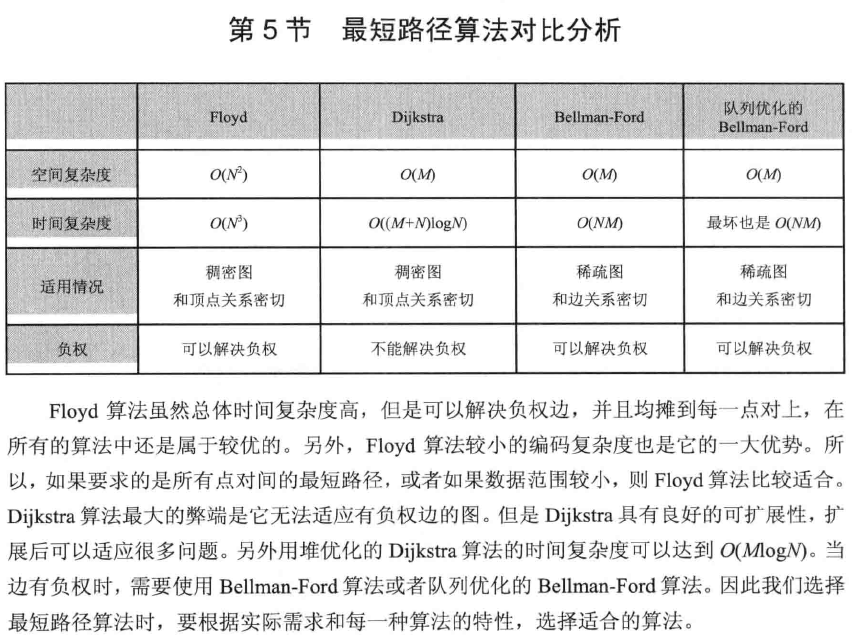 第 5 节 最短路径算法对比分析
Floyd Dijkstra Bellman-Ford 队列优化的
Bellman-Ford
空间复杂度 O(N²) O(M) O(M) O(M)
时间复杂度 O(N³) O((M+N)logN) O(NM) 最坏也是 O(NM)
适用情况 稠密图 和顶点关系密切 稠密图 和顶点关系密切 稀疏图 和边关系密切 稀疏图 和边关系密切
负权 可以解决负权 不能解决负权 可以解决负权 可以解决负权
Floyd 算法虽然总体时间复杂度高，但是可以解决负权边，并且均摊到每一点对上，在
所有的算法中还是属于较优的。另外，Floyd 算法较小的编码复杂度也是它的一大优势。所
以，如果要求的是所有点对间的最短路径，或者如果数据范围较小，则 Floyd 算法比较适合。
Dijkstra 算法最大的弊端是它无法适应有负权边的图。但是 Dijkstra 具有良好的可扩展性，扩
展后可以适应很多问题。另外用堆优化的 Dijkstra 算法的时间复杂度可以达到 O(MlogN)。当
边有负权时，需要使用 Bellman-Ford 算法或者队列优化的 Bellman-Ford 算法。因此我们选择
最短路径算法时，要根据实际需求和每一种算法的特性，选择适合的算法。